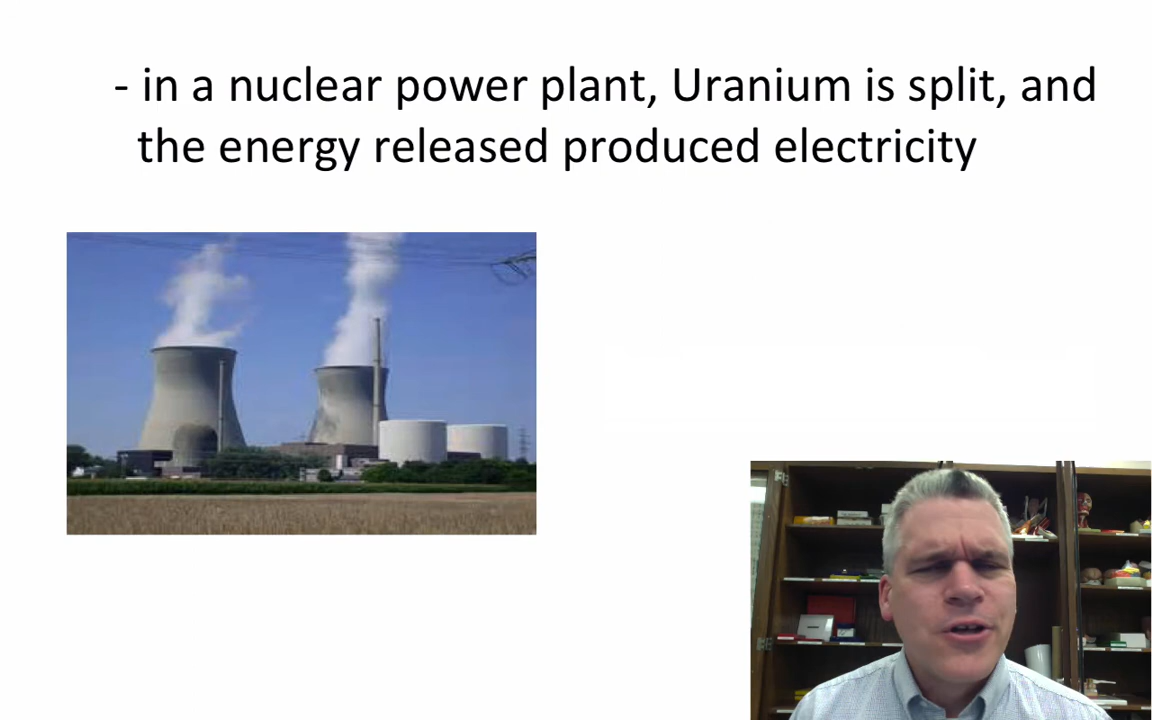 - in a nuclear power plant, Uranium is split, and
the energy released produced electricity